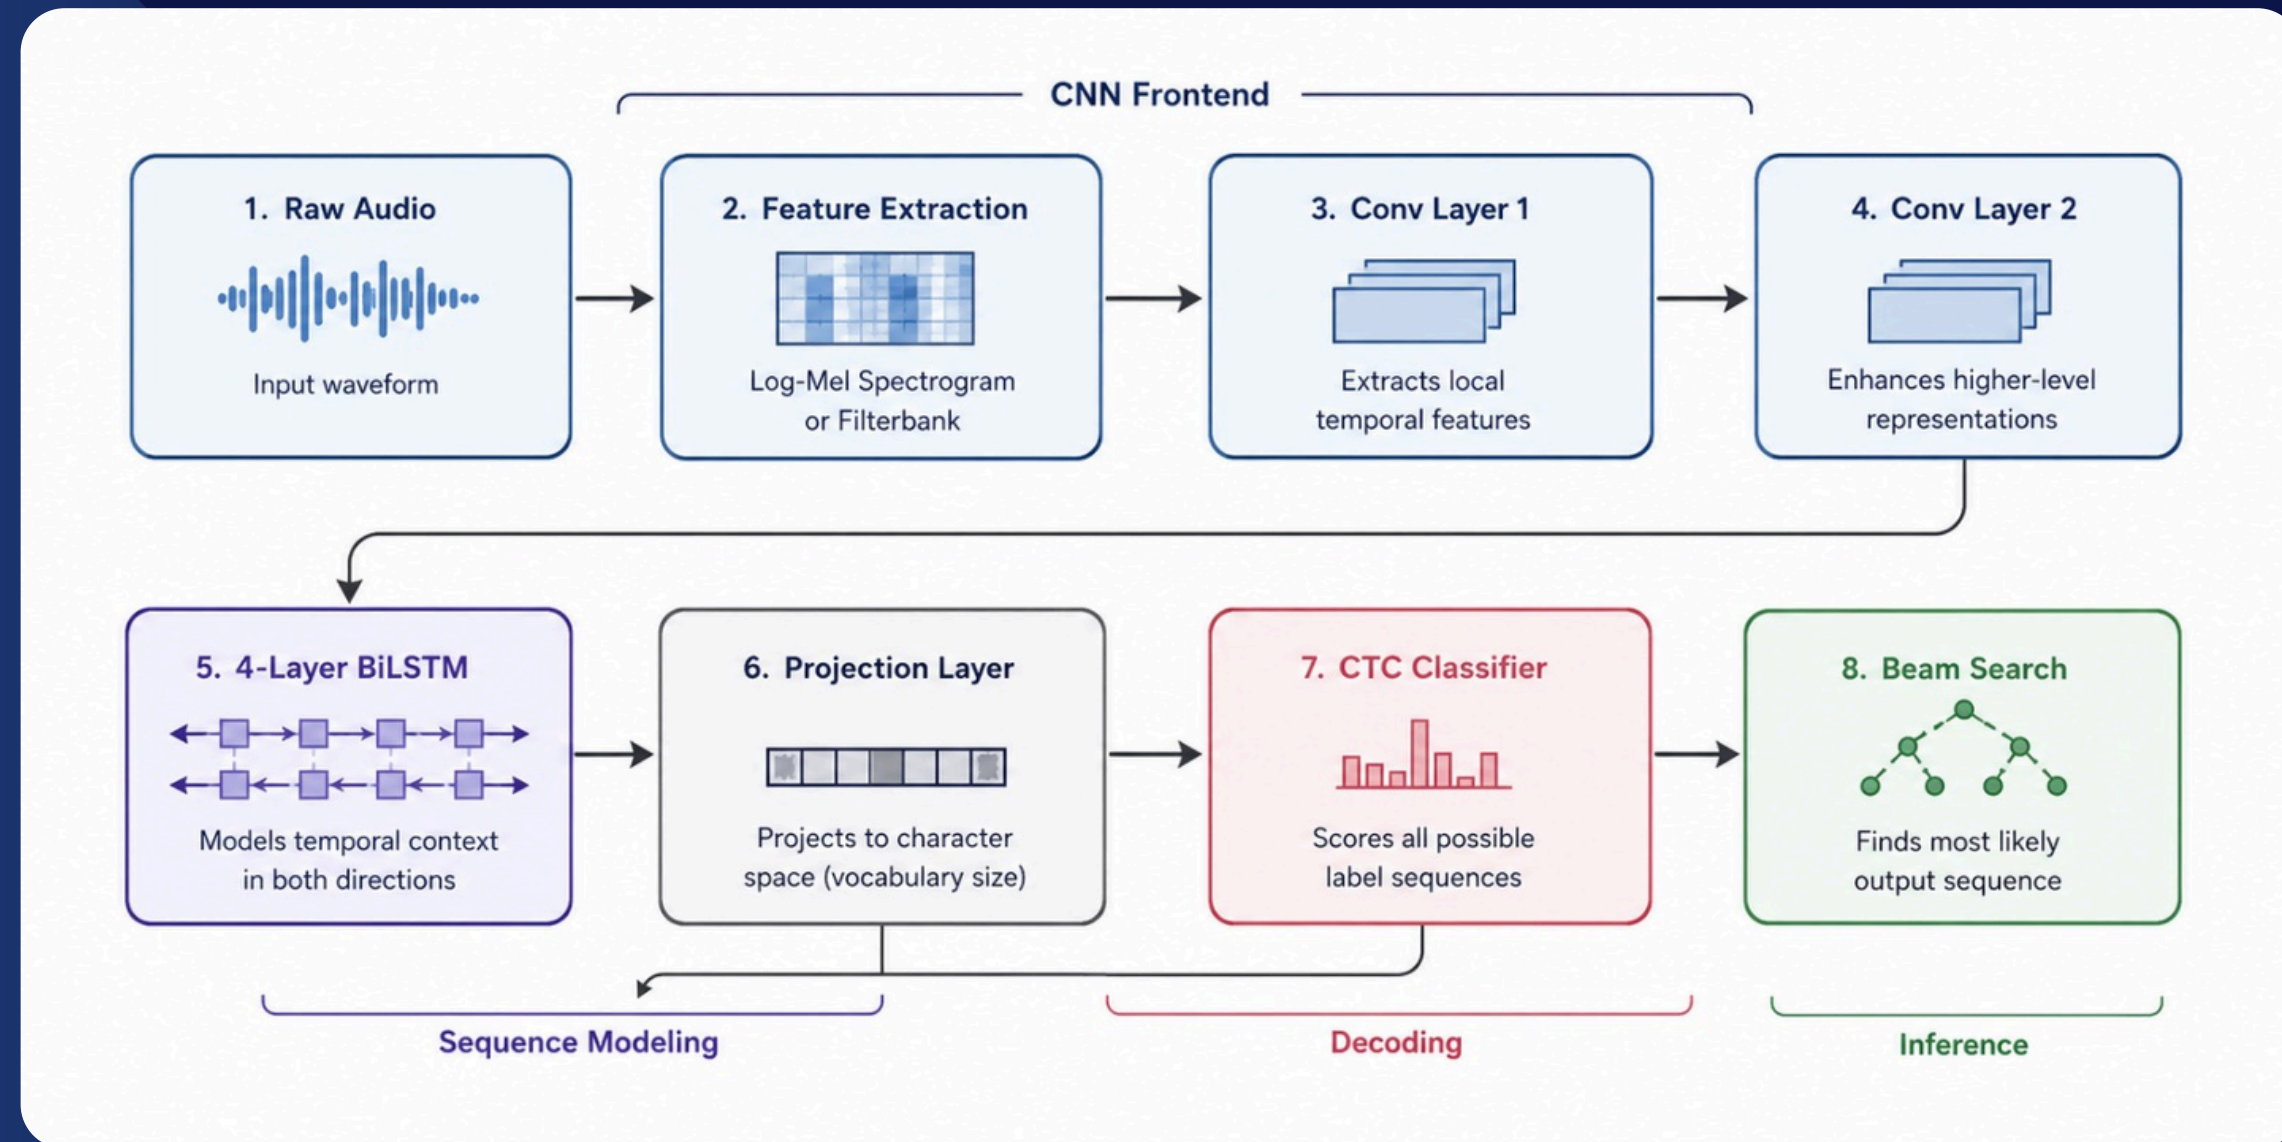 CNN Frontend
1. Raw Audio
Input waveform
2. Feature Extraction
Log-Mel Spectrogram
or Filterbank
3. Conv Layer 1
Extracts local
temporal features
4. Conv Layer 2
Enhances higher-level
representations
5. 4-Layer BiLSTM
Models temporal context
in both directions
6. Projection Layer
Projects to character
space (vocabulary size)
7. CTC Classifier
Scores all possible
label sequences
8. Beam Search
Finds most likely
output sequence
Sequence Modeling
Decoding
Inference